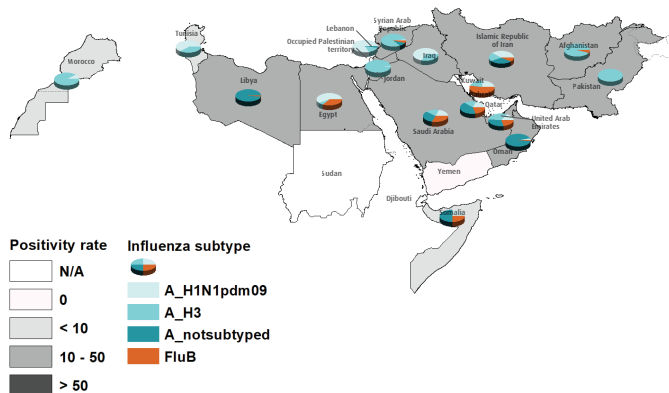 Tunisia
Morocco
Lebanon
Syrian Arab
Republic
Occupied Palestinian
territory
Iraq
Islamic Republic
of Iran
Afghanistan
Jordan
Kuwait
Pakistan
Libya
Egypt
Qatar
Saudi Arabia
United Arab
Emirates
Oman
Sudan
Yemen
Djibouti
Somalia
Positivity rate
N/A
0
< 10
10 - 50
> 50
Influenza subtype
A_H1N1pdm09
A_H3
A_notsubtyped
FluB